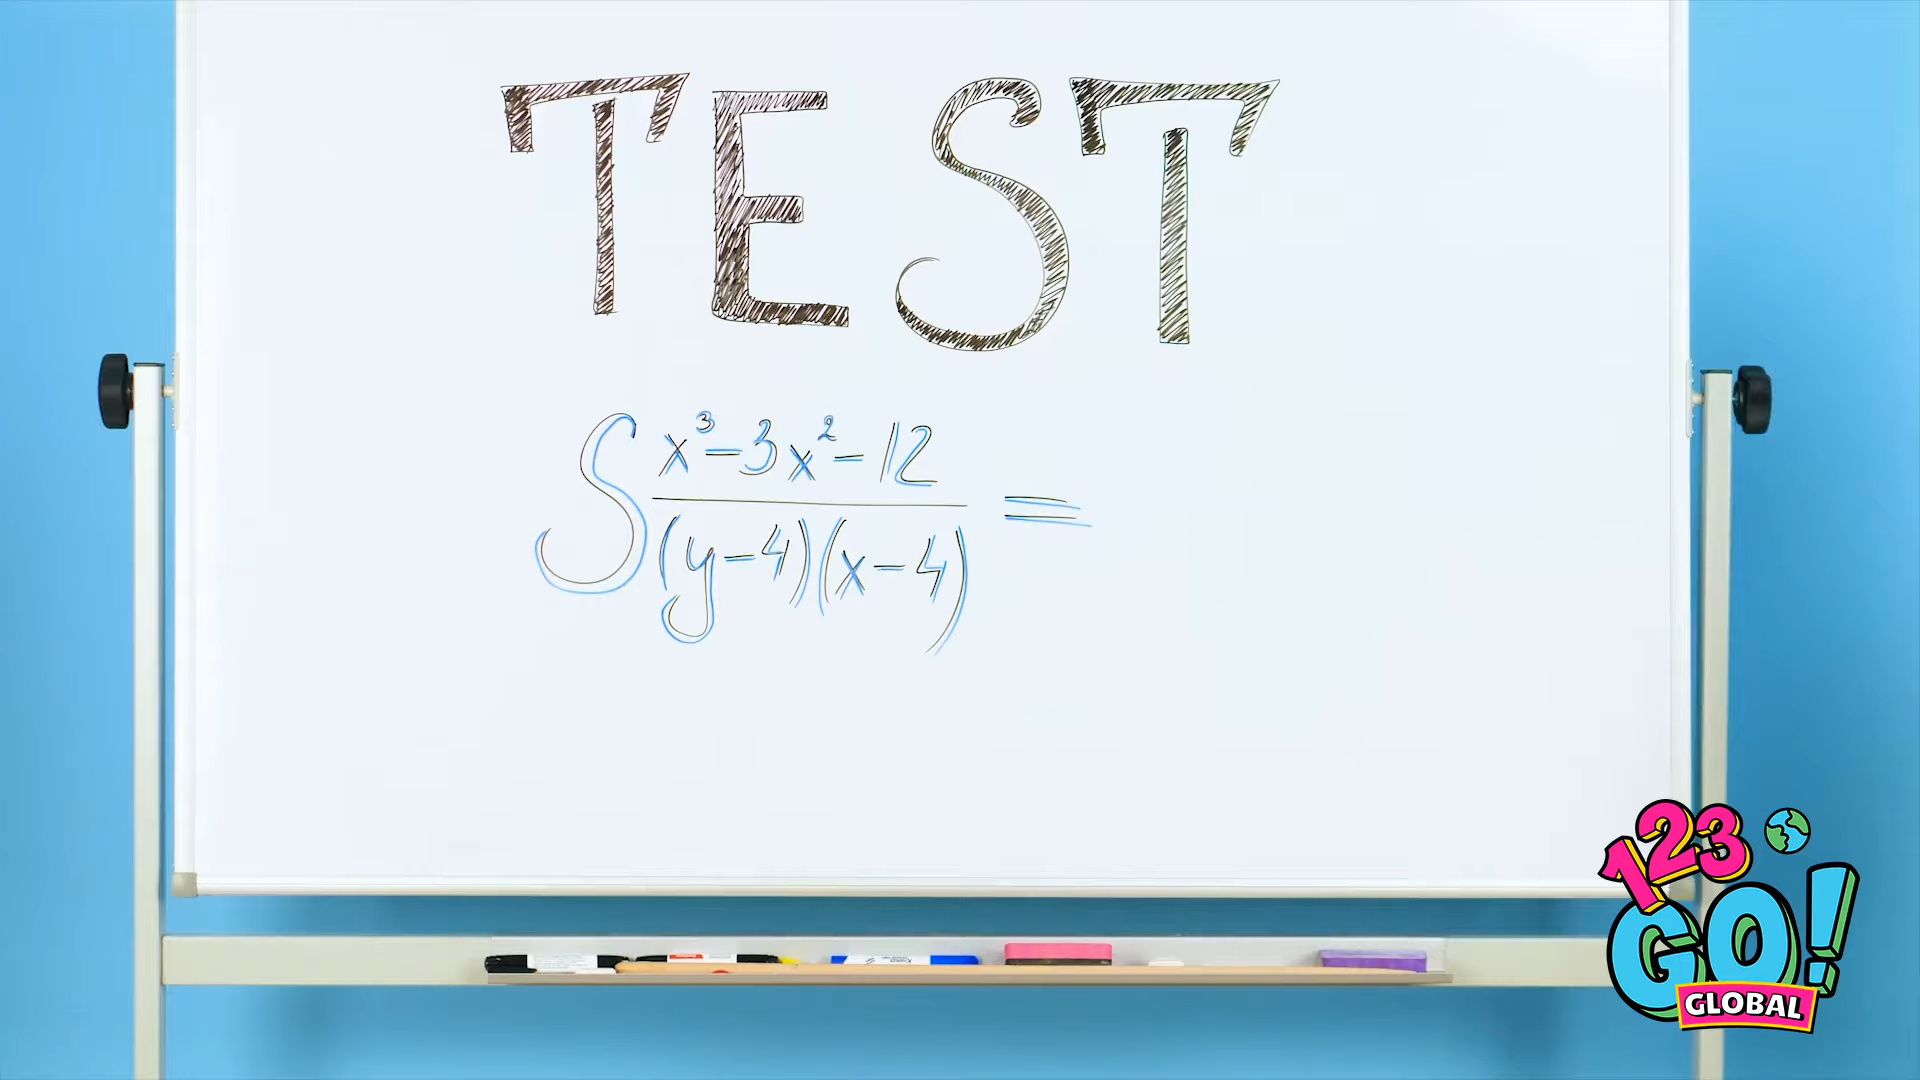 TEST
∫ x³-3x²-12
(y-4)(x-4) =
123
GO!
GLOBAL